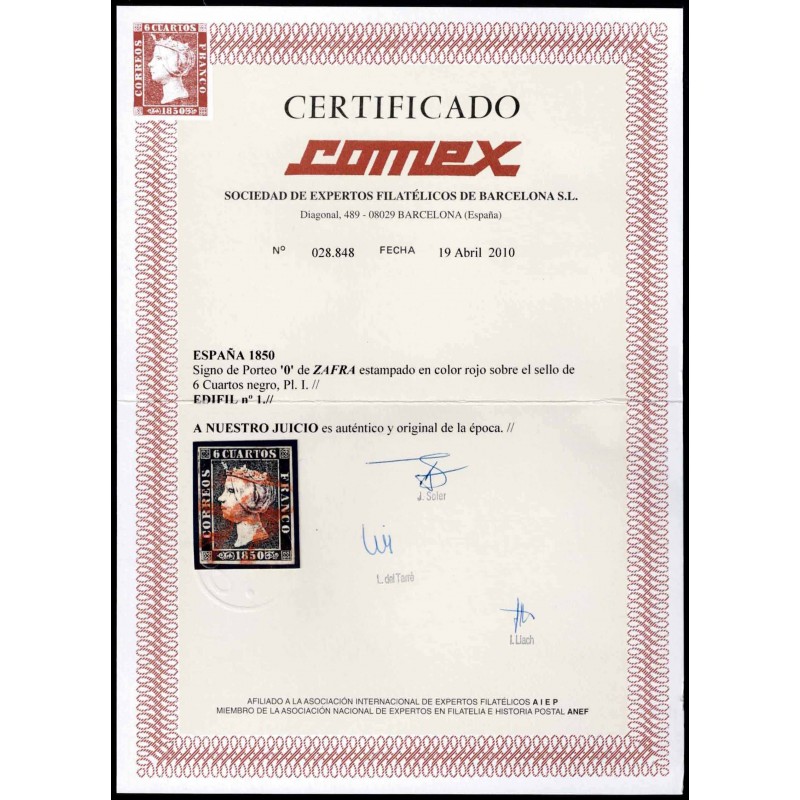 6 CUARTOS
CORREOS
FRANCO
1850
CERTIFICADO
comex
SOCIEDAD DE EXPERTOS FILATÉLICOS DE BARCELONA S.L.
Diagonal, 489 - 08029 BARCELONA (España)
Nº 028.848 FECHA 19 Abril 2010
ESPAÑA 1850
Signo de Porteo '0' de ZAFRA estampado en color rojo sobre el sello de
6 Cuartos negro, Pl. I. //
EDIFIL nº 1.//
A NUESTRO JUICIO es auténtico y original de la época. //
6 CUARTOS
CORREOS
FRANCO
1850
J. Soler
L. del Tarré
I. Llach
AFILIADO A LA ASOCIACIÓN INTERNACIONAL DE EXPERTOS FILATÉLICOS A I E P
MIEMBRO DE LA ASOCIACIÓN NACIONAL DE EXPERTOS EN FILATELIA E HISTORIA POSTAL ANEF